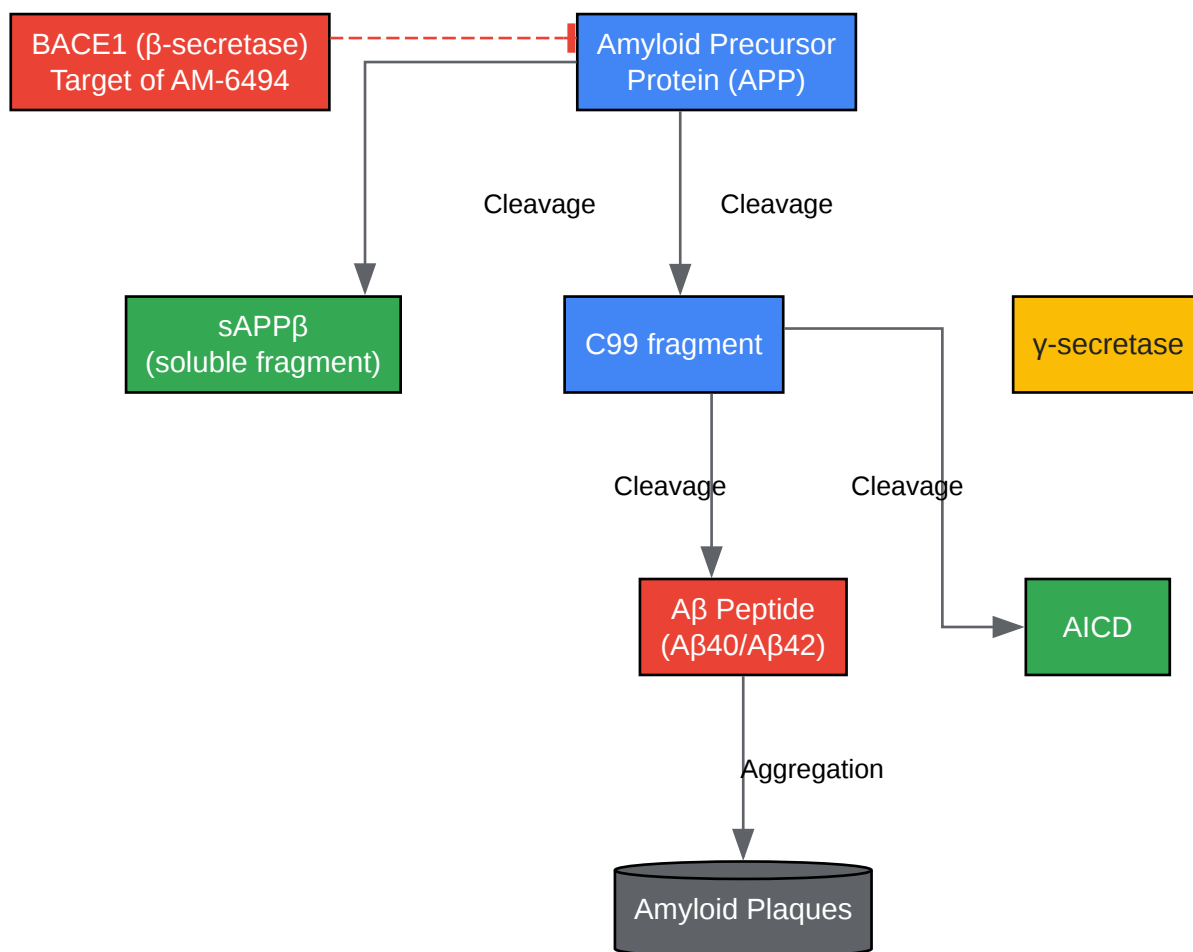 BACE1 (β-secretase)
Target of AM-6494
Amyloid Precursor
Protein (APP)
Cleavage
Cleavage
sAPPβ
(soluble fragment)
C99 fragment
γ-secretase
Cleavage
Cleavage
Aβ Peptide
(Aβ40/Aβ42)
AICD
Aggregation
Amyloid Plaques